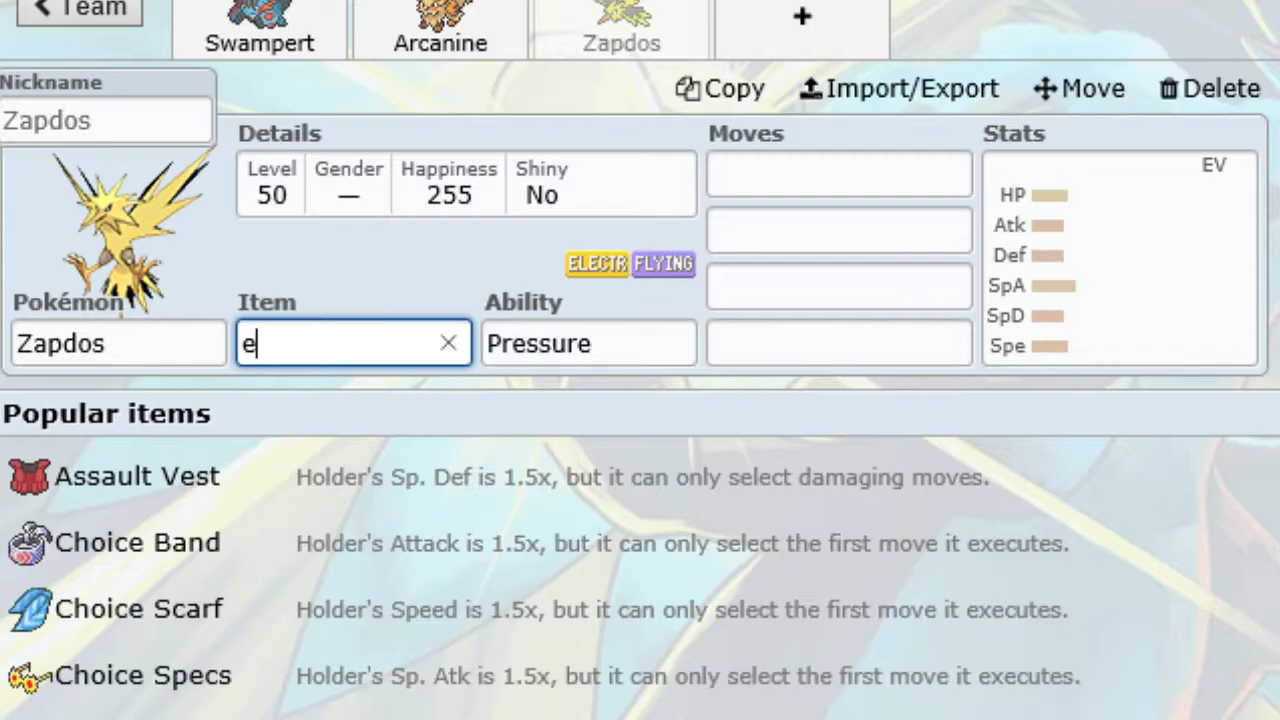 Team
Swampert
Arcanine
Zapdos
+
Nickname
Zapdos
Copy
Import/Export
Move
Delete
Details
Moves
Stats
Level
Gender
Happiness
Shiny
50
—
255
No
EV
HP
Atk
Def
SpA
SpD
Spe
ELECTR
FLYING
Pokémon
Item
Ability
Zapdos
e
Pressure
Popular items
Assault Vest Holder's Sp. Def is 1.5x, but it can only select damaging moves.
Choice Band Holder's Attack is 1.5x, but it can only select the first move it executes.
Choice Scarf Holder's Speed is 1.5x, but it can only select the first move it executes.
Choice Specs Holder's Sp. Atk is 1.5x, but it can only select the first move it executes.